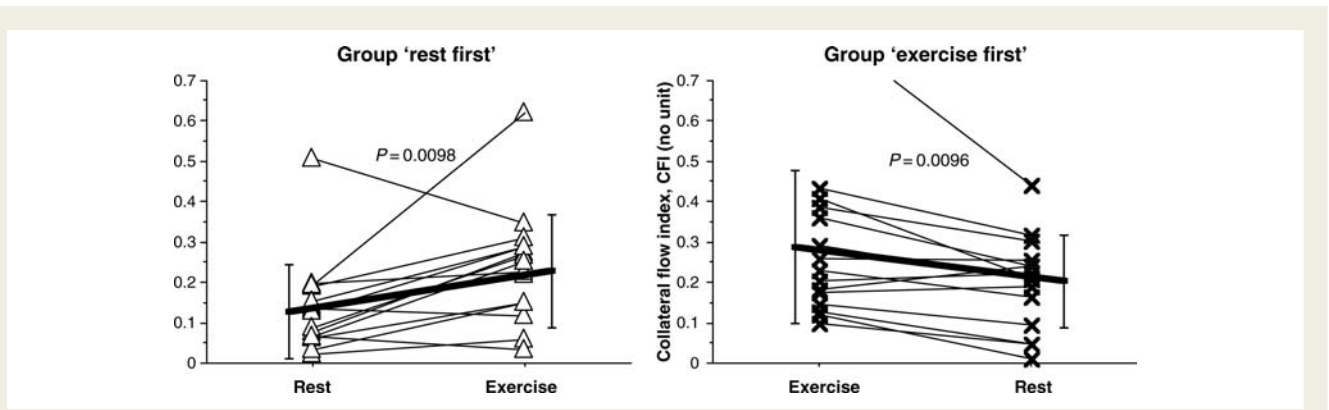 Group ‘rest first’
0.7
0.6
0.5
0.4
0.3
0.2
0.1
0
P = 0.0098
Rest
Exercise
Group ‘exercise first’
Collateral flow index, CFI (no unit)
0.7
0.6
0.5
0.4
0.3
0.2
0.1
0
P = 0.0096
Exercise
Rest